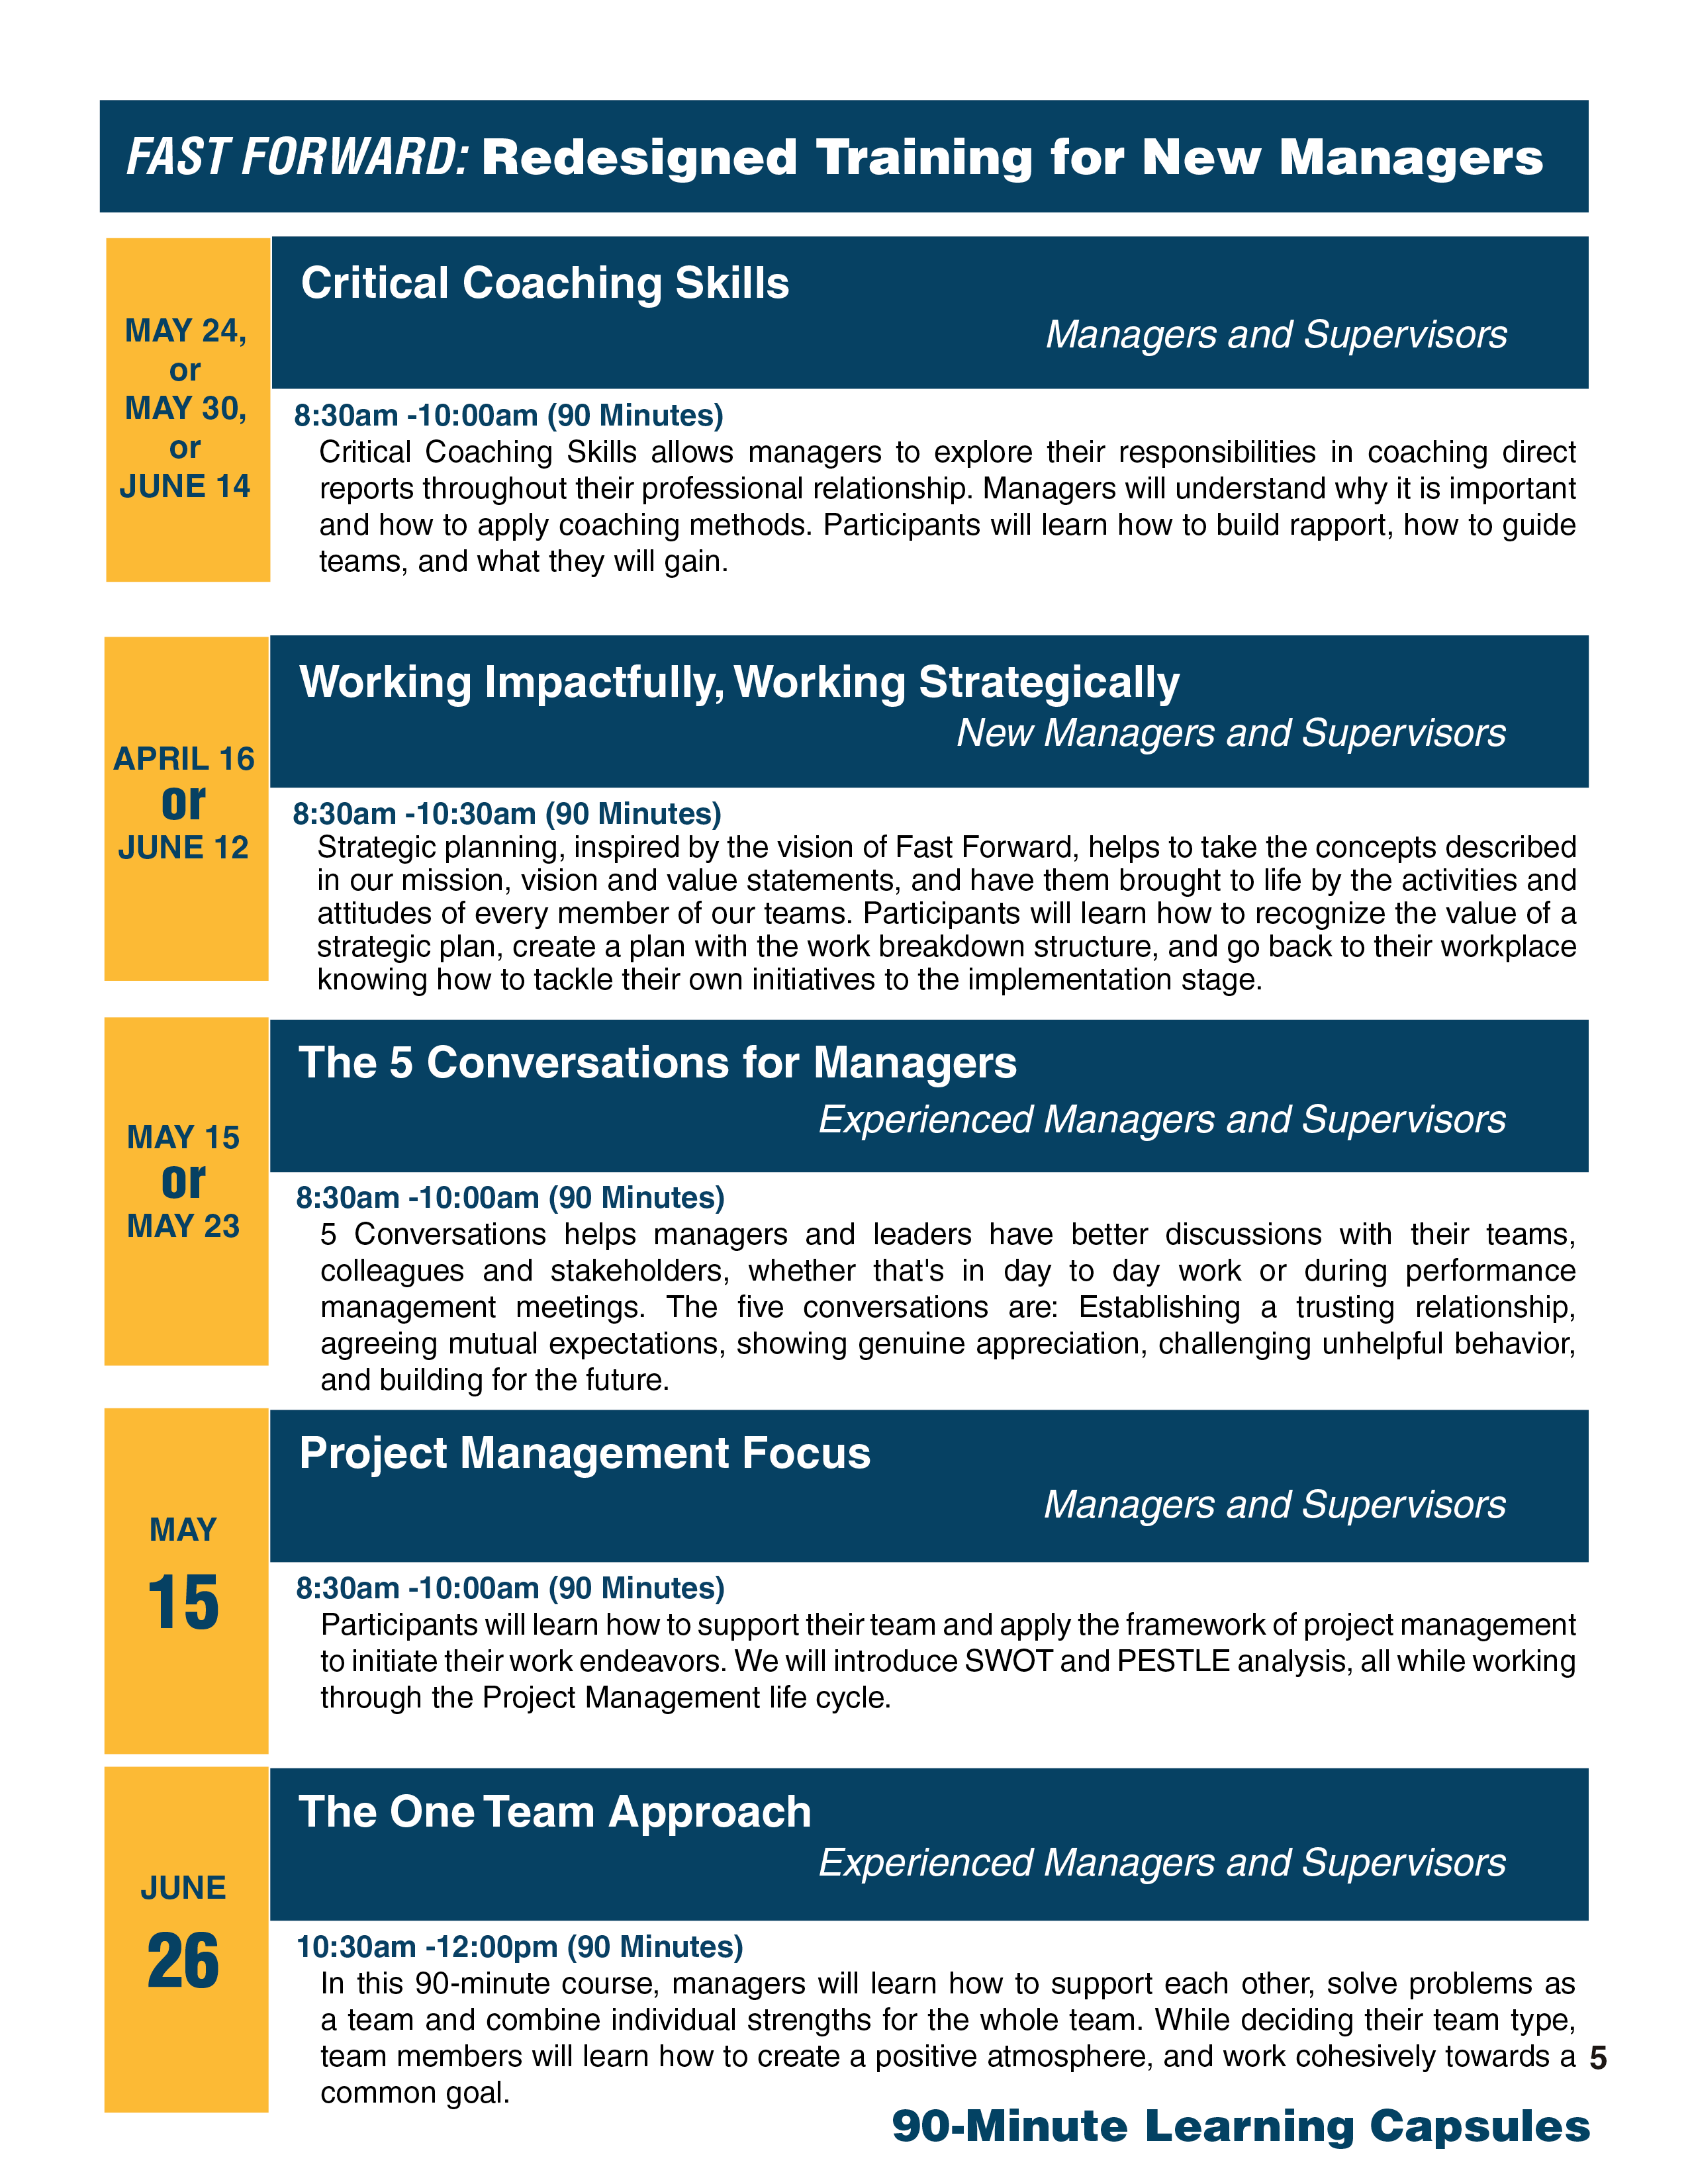 FAST FORWARD: Redesigned Training for New Managers
MAY 24,
or
MAY 30,
or
JUNE 14
Critical Coaching Skills
Managers and Supervisors
8:30am -10:00am (90 Minutes)
Critical Coaching Skills allows managers to explore their responsibilities in coaching direct
reports throughout their professional relationship. Managers will understand why it is important
and how to apply coaching methods. Participants will learn how to build rapport, how to guide
teams, and what they will gain.
APRIL 16
or
JUNE 12
Working Impactfully, Working Strategically
New Managers and Supervisors
8:30am -10:30am (90 Minutes)
Strategic planning, inspired by the vision of Fast Forward, helps to take the concepts described
in our mission, vision and value statements, and have them brought to life by the activities and
attitudes of every member of our teams. Participants will learn how to recognize the value of a
strategic plan, create a plan with the work breakdown structure, and go back to their workplace
knowing how to tackle their own initiatives to the implementation stage.
MAY 15
or
MAY 23
The 5 Conversations for Managers
Experienced Managers and Supervisors
8:30am -10:00am (90 Minutes)
5 Conversations helps managers and leaders have better discussions with their teams,
colleagues and stakeholders, whether that's in day to day work or during performance
management meetings. The five conversations are: Establishing a trusting relationship,
agreeing mutual expectations, showing genuine appreciation, challenging unhelpful behavior,
and building for the future.
MAY
15
Project Management Focus
Managers and Supervisors
8:30am -10:00am (90 Minutes)
Participants will learn how to support their team and apply the framework of project management
to initiate their work endeavors. We will introduce SWOT and PESTLE analysis, all while working
through the Project Management life cycle.
JUNE
26
The One Team Approach
Experienced Managers and Supervisors
10:30am -12:00pm (90 Minutes)
In this 90-minute course, managers will learn how to support each other, solve problems as
a team and combine individual strengths for the whole team. While deciding their team type,
team members will learn how to create a positive atmosphere, and work cohesively towards a
common goal.
5
90-Minute Learning Capsules